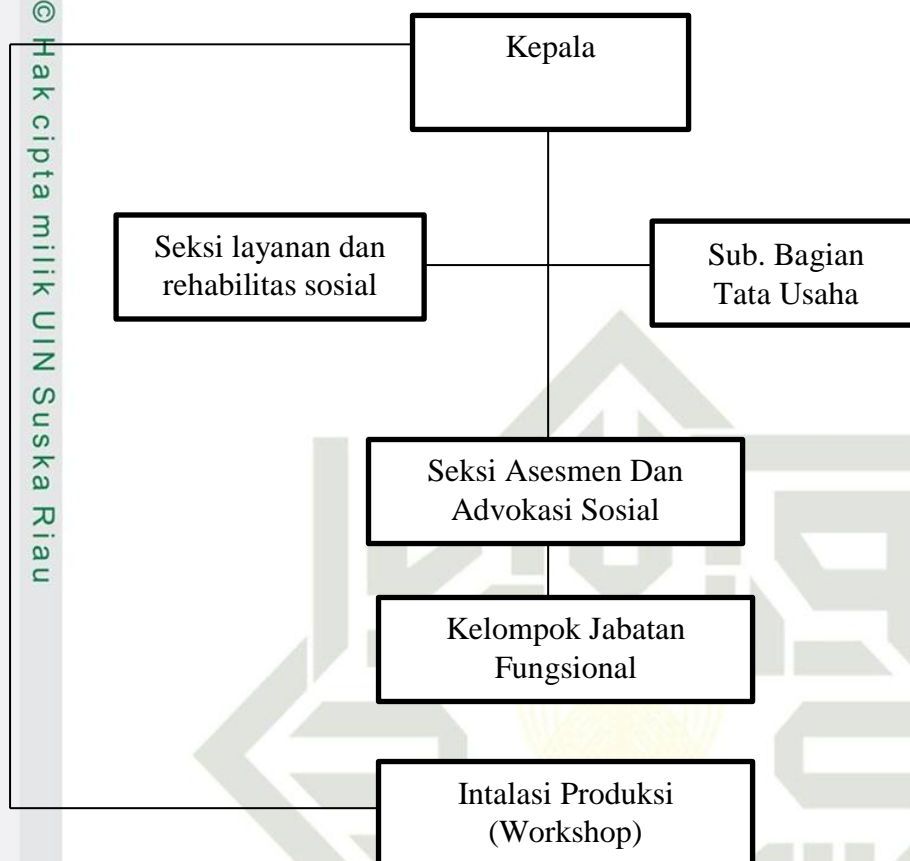 © Hak cipta milik UIN Suska Riau
Kepala
Seksi layanan dan
rehabilitas sosial
Sub. Bagian
Tata Usaha
Seksi Asesmen Dan
Advokasi Sosial
Kelompok Jabatan
Fungsional
Intalasi Produksi
(Workshop)